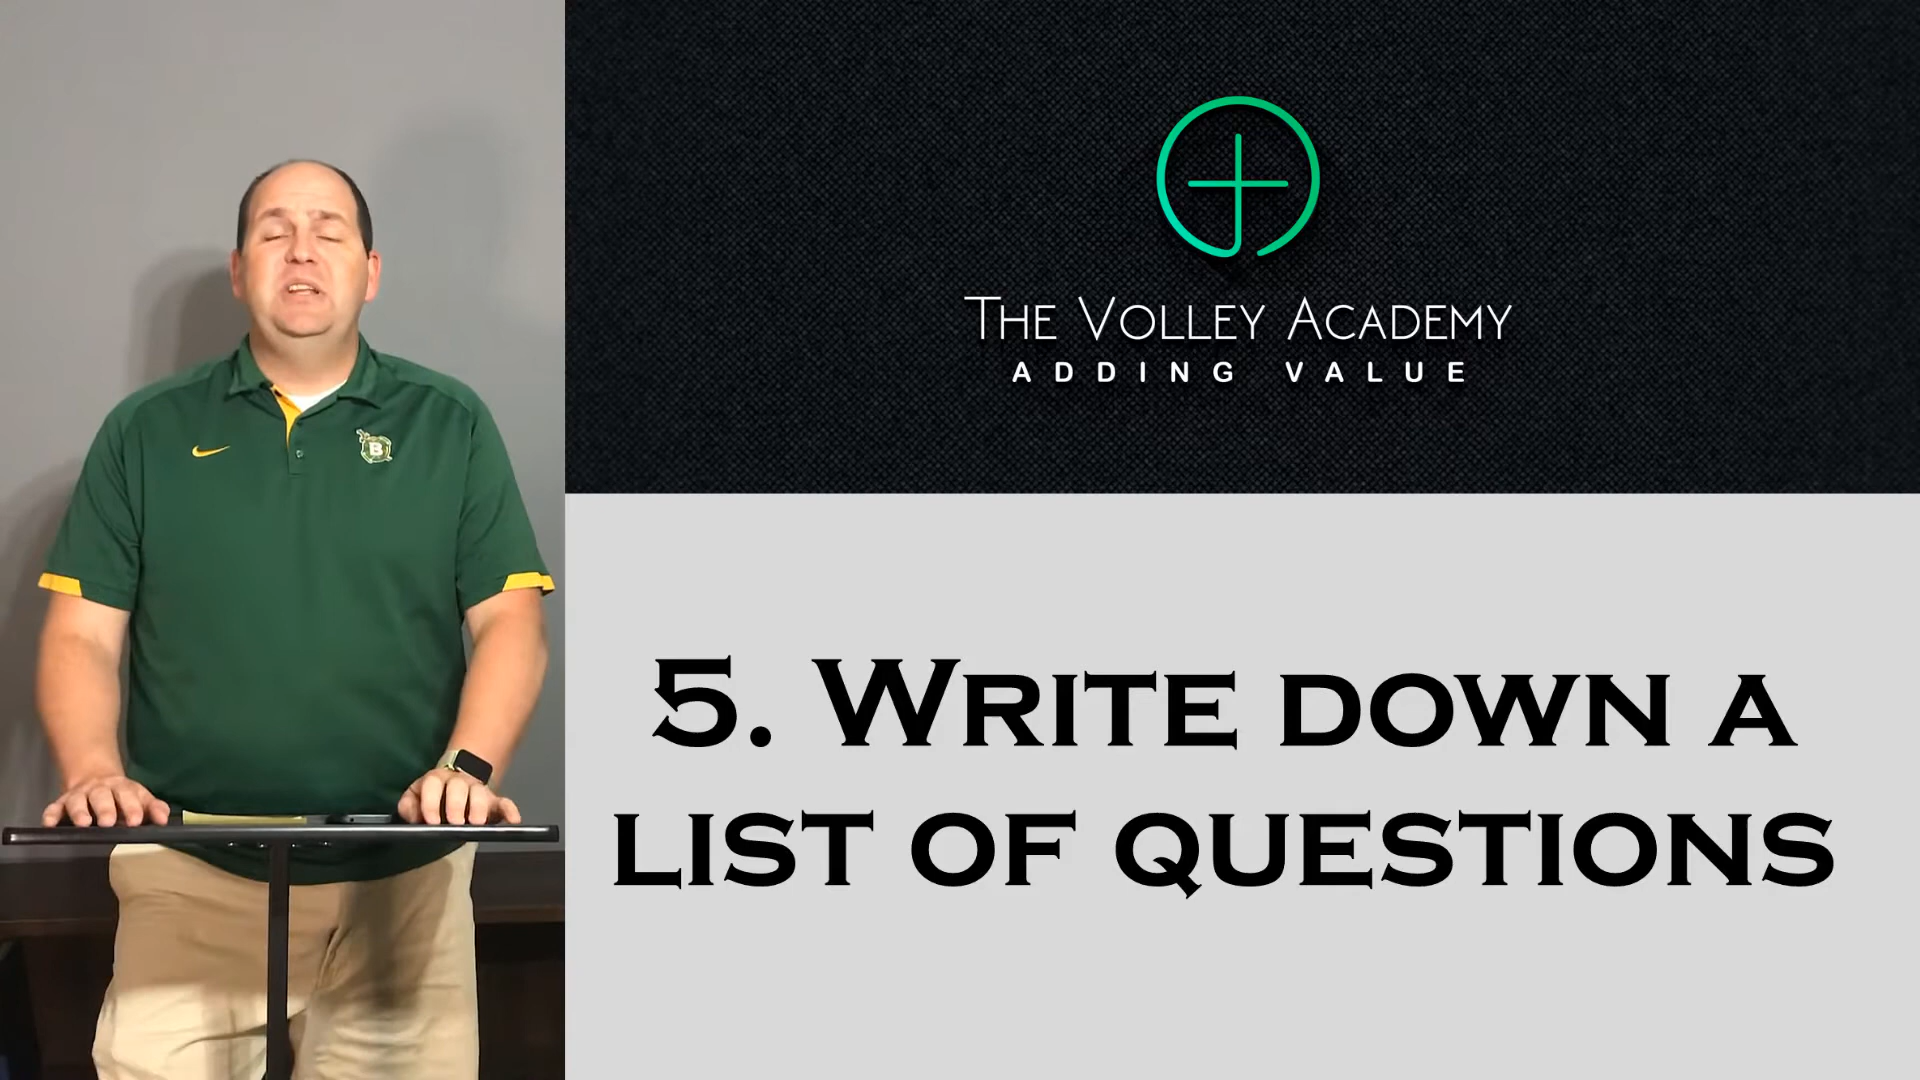 B
THE VOLLEY ACADEMY
ADDING VALUE
5. WRITE DOWN A
LIST OF QUESTIONS